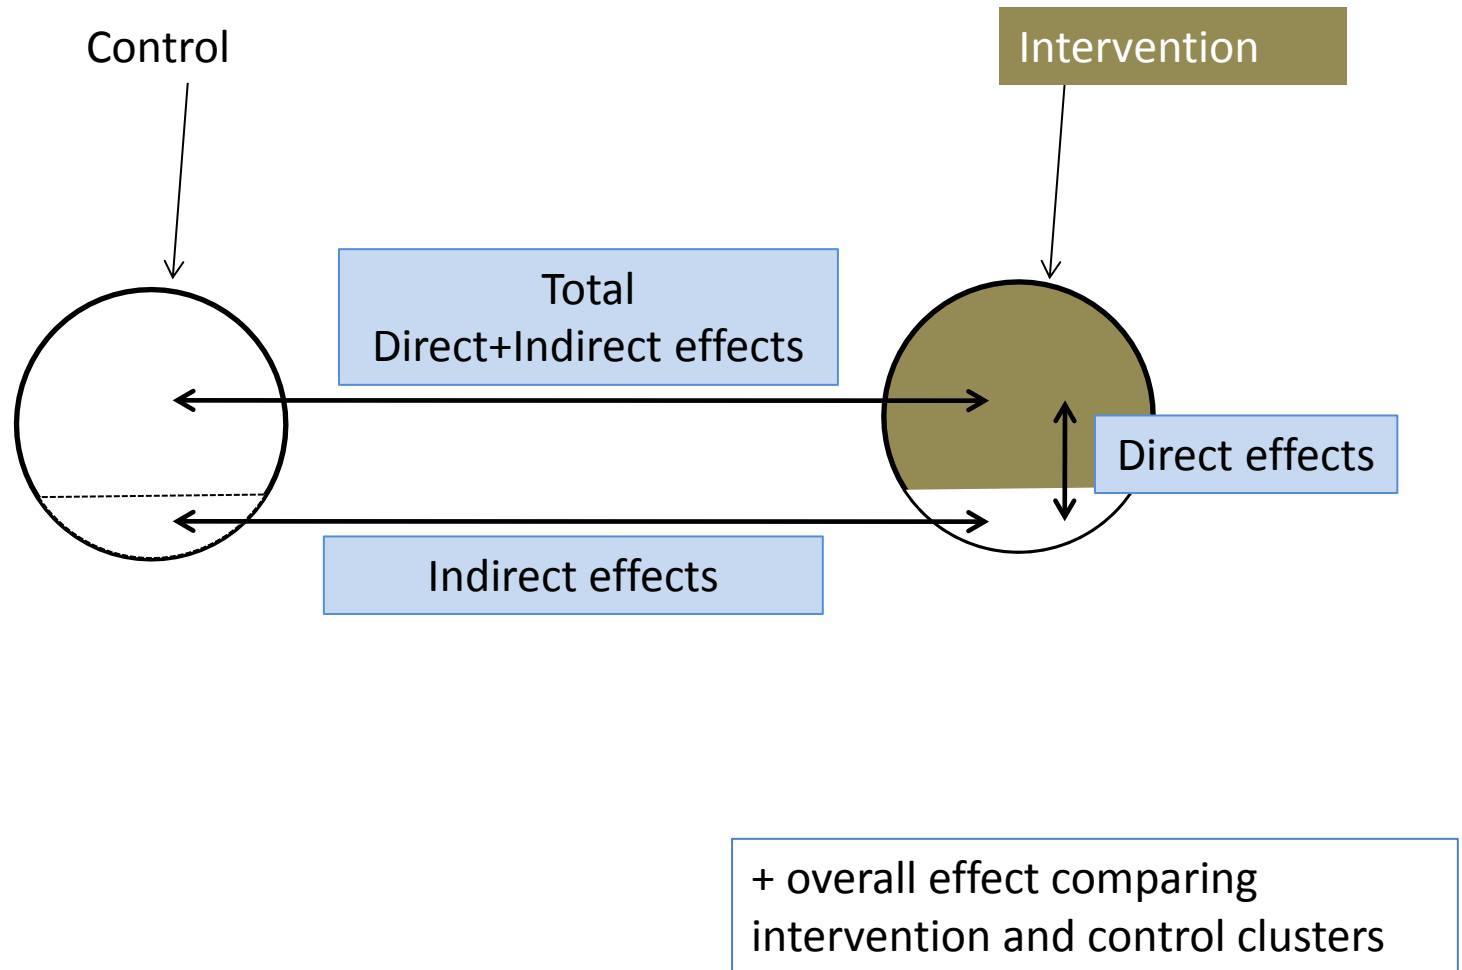 Control
Intervention
Total
Direct+Indirect effects
Direct effects
Indirect effects
+ overall effect comparing
intervention and control clusters